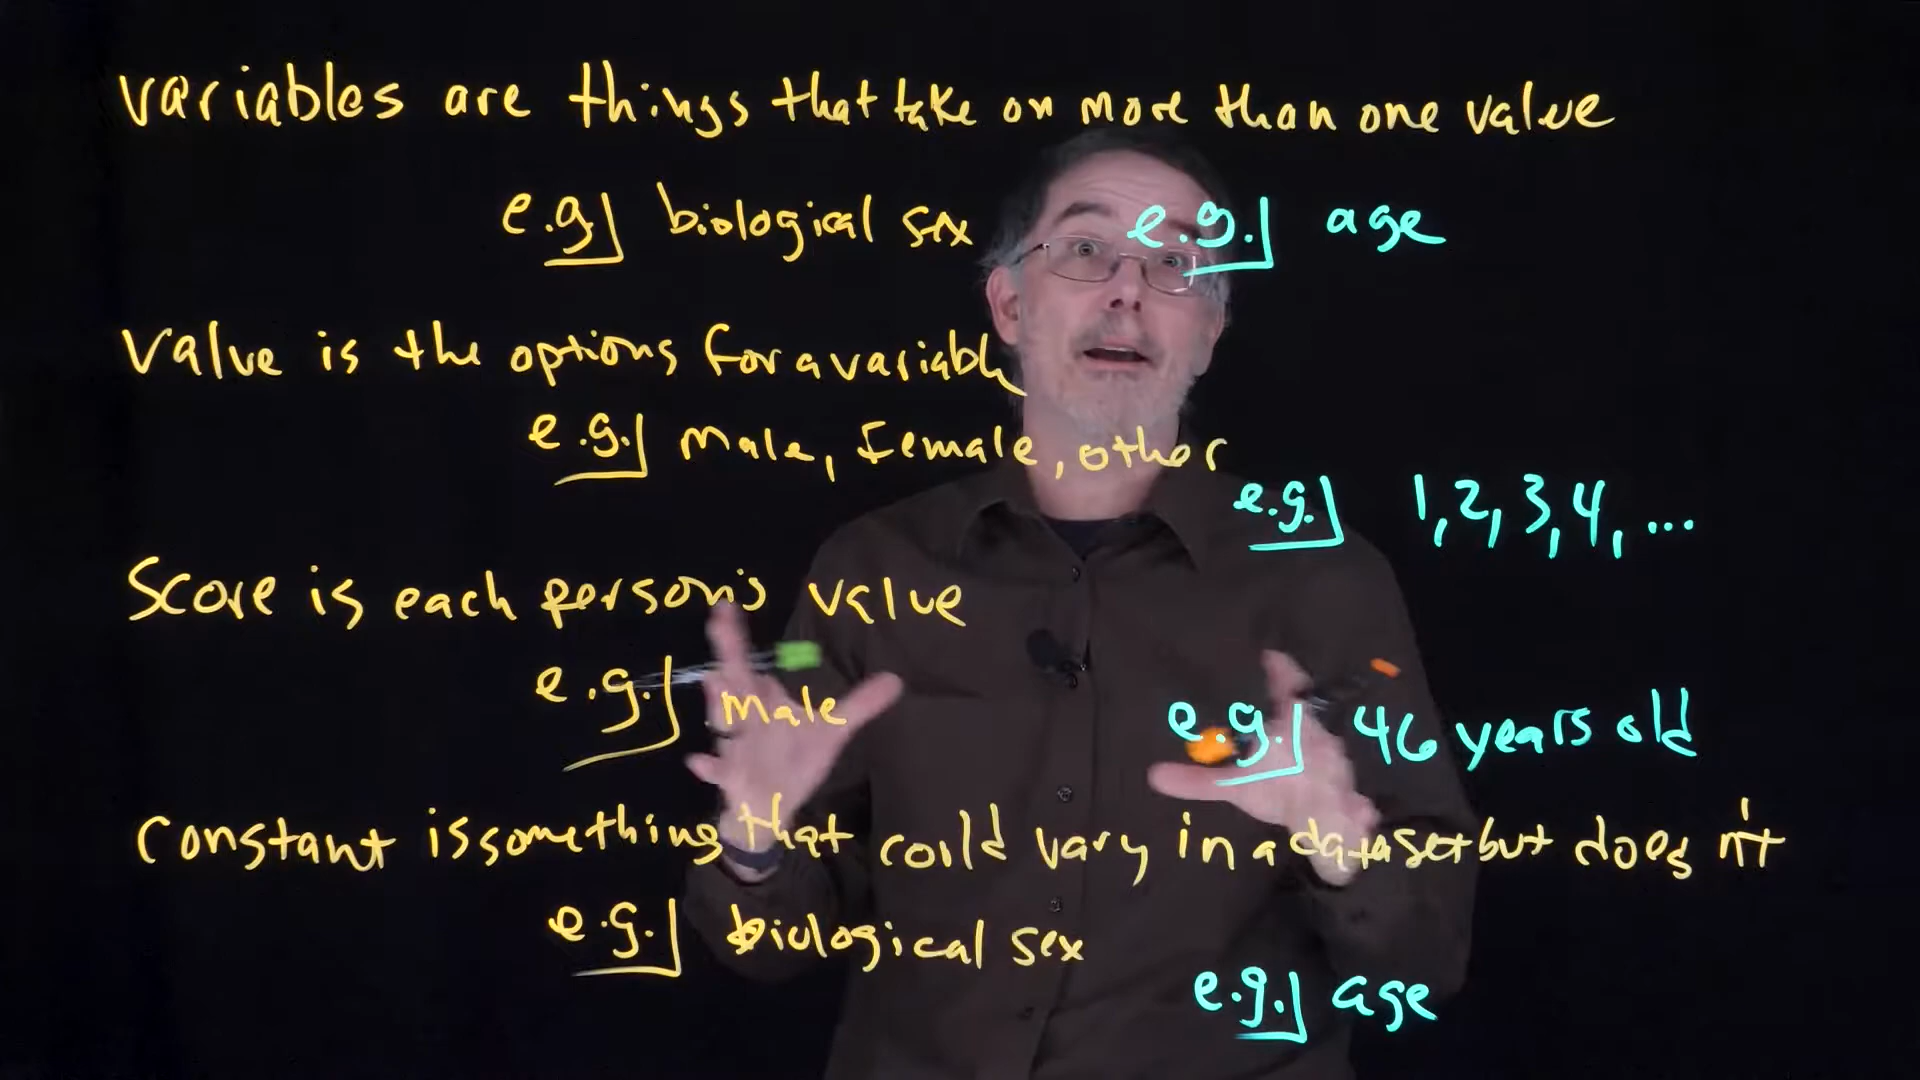 variables are things that take on more than one value
e.g. biological sex e.g. age
value is the options for a variable
e.g. male, female, other
e.g. 1, 2, 3, 4, ...
Score is each person's value
e.g. male e.g. 46 years old
constant is something that could vary in a dataset but does n't
e.g. biological sex
e.g. age